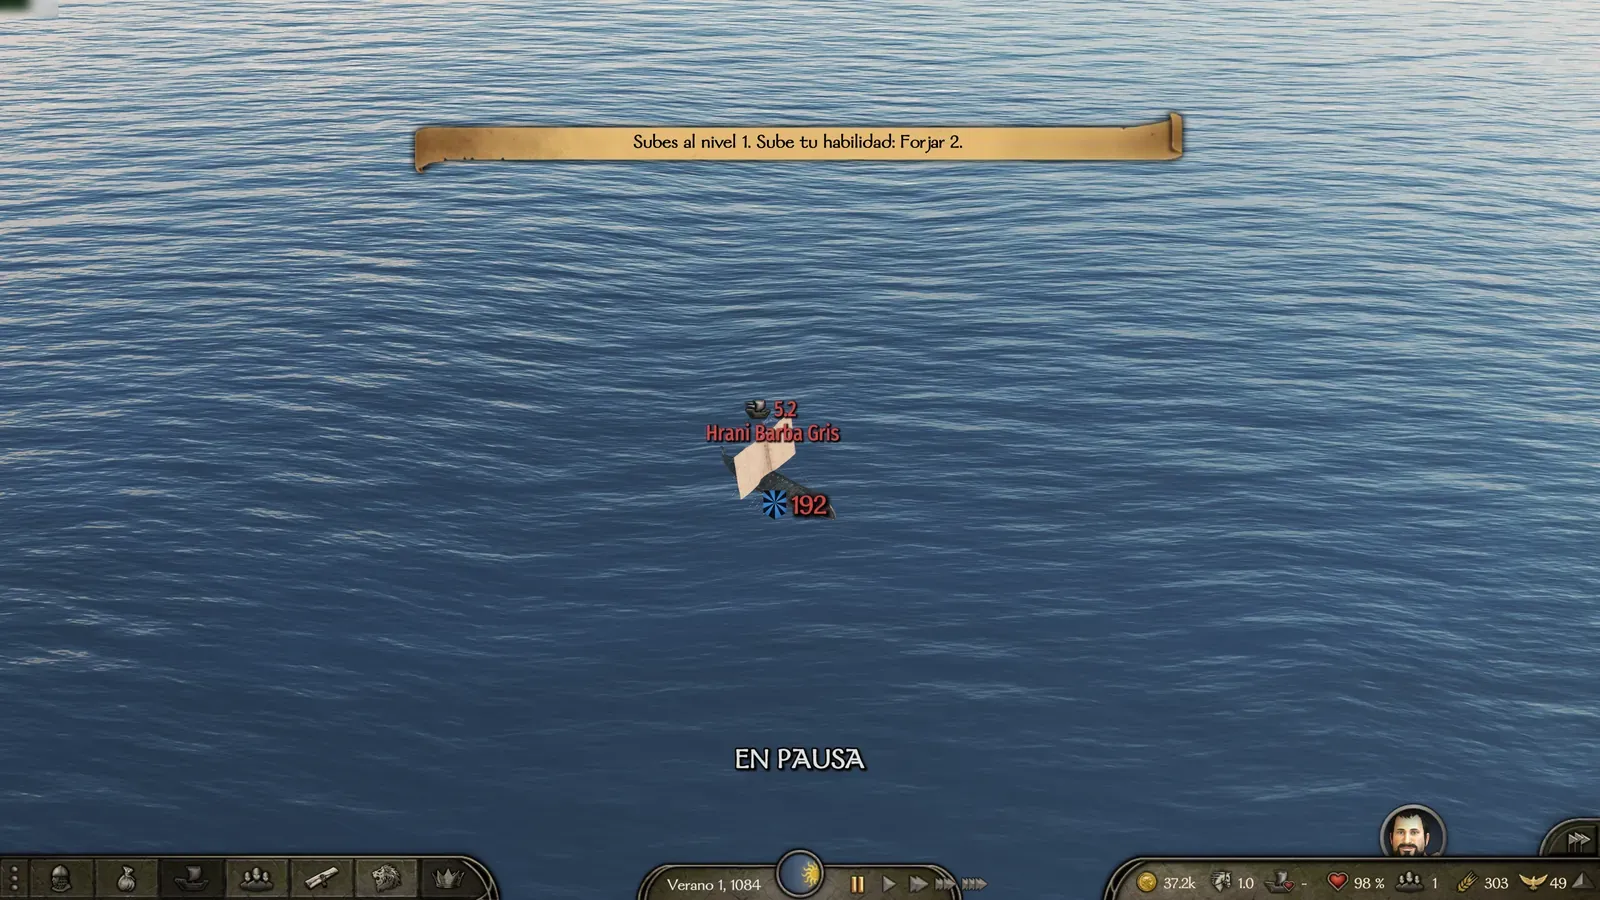 Subes al nivel 1. Sube tu habilidad: Forjar 2.
5.2
Hrani Barba Gris
192
EN PAUSA
Verano 1, 1084
37.2k
1.0
-
98 %
1
303
49